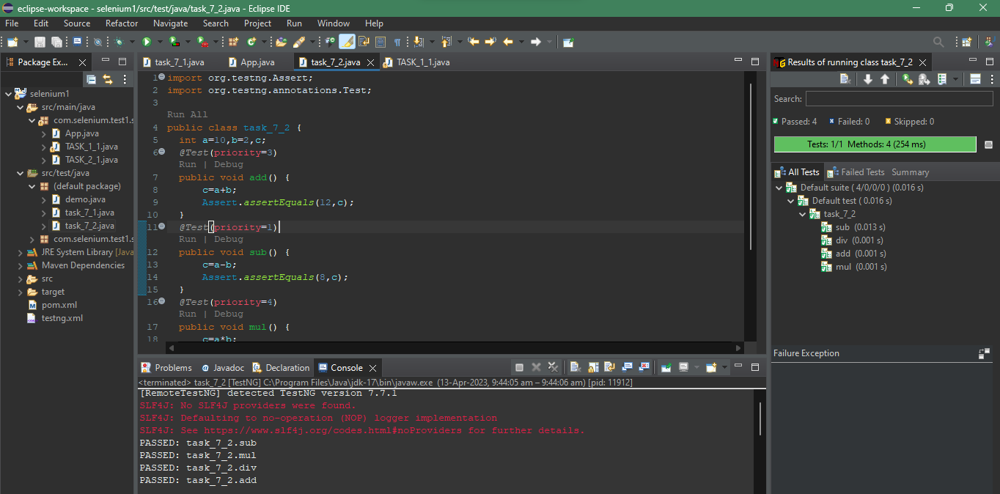 eclipse-workspace - selenium1/src/test/java/task_7_2.java - Eclipse IDE
File Edit Source Refactor Navigate Search Project Run Window Help
Package Ex...
selenium1
src/main/java
com.selenium.test1.s
App.java
TASK_1_1.java
TASK_2_1.java
src/test/java
(default package)
demo.java
task_7_1.java
task_7_2.java
com.selenium.test1.s
JRE System Library [Java
Maven Dependencies
src
target
pom.xml
testng.xml
task_7_1.java App.java task_7_2.java TASK_1_1.java
1 import org.testng.Assert;
2 import org.testng.annotations.Test;
3
Run All
4 public class task_7_2 {
5 int a=10,b=2,c;
6 @Test(priority=3)
Run | Debug
7 public void add() {
8 c=a+b;
9 Assert.assertEquals(12,c);
10 }
11 @Test(priority=1)
Run | Debug
12 public void sub() {
13 c=a-b;
14 Assert.assertEquals(8,c);
15 }
16 @Test(priority=4)
Run | Debug
17 public void mul() {
18 c=a*b;
Problems @ Javadoc Declaration Console
<terminated> task_7_2 [TestNG] C:\Program Files\Java\jdk-17\bin\javaw.exe (13-Apr-2023, 9:44:05 am – 9:44:06 am) [pid: 11912]
[RemoteTestNG] detected TestNG version 7.7.1
SLF4J: No SLF4J providers were found.
SLF4J: Defaulting to no-operation (NOP) logger implementation
SLF4J: See https://www.slf4j.org/codes.html#noProviders for further details.
PASSED: task_7_2.sub
PASSED: task_7_2.mul
PASSED: task_7_2.div
PASSED: task_7_2.add
Results of running class task_7_2
Search:
Passed: 4 Failed: 0 Skipped: 0
Tests: 1/1 Methods: 4 (254 ms)
All Tests Failed Tests Summary
Default suite ( 4/0/0/0 ) (0.016 s)
Default test ( 0.016 s)
task_7_2
sub (0.013 s)
div (0.001 s)
add (0.001 s)
mul (0.001 s)
Failure Exception